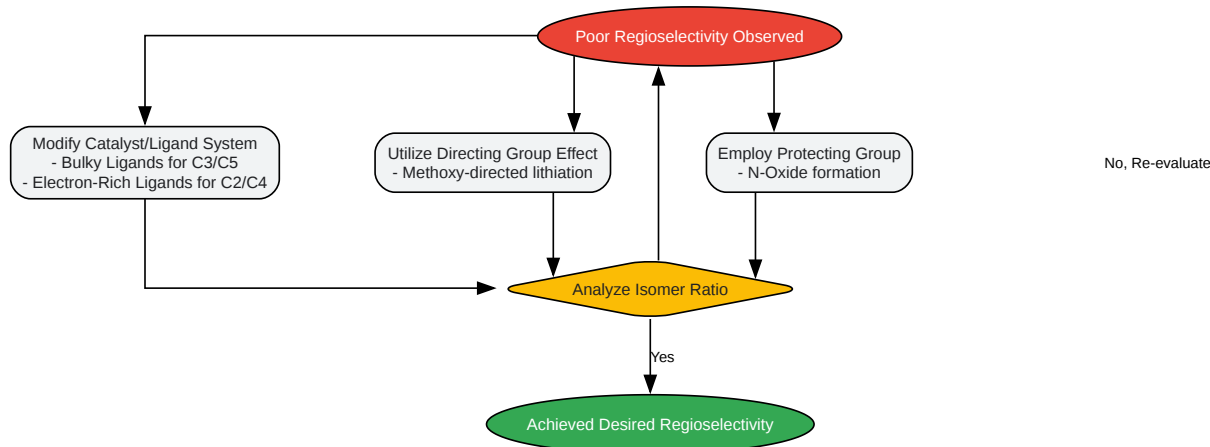 Poor Regioselectivity Observed
Modify Catalyst/Ligand System
- Bulky Ligands for C3/C5
- Electron-Rich Ligands for C2/C4
Utilize Directing Group Effect
- Methoxy-directed lithiation
Employ Protecting Group
- N-Oxide formation
No, Re-evaluate
Analyze Isomer Ratio
Yes
Achieved Desired Regioselectivity